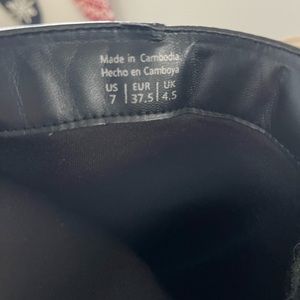 Made in Cambodia
Hecho en Camboya
US | EUR | UK
7 | 37.5 | 4.5